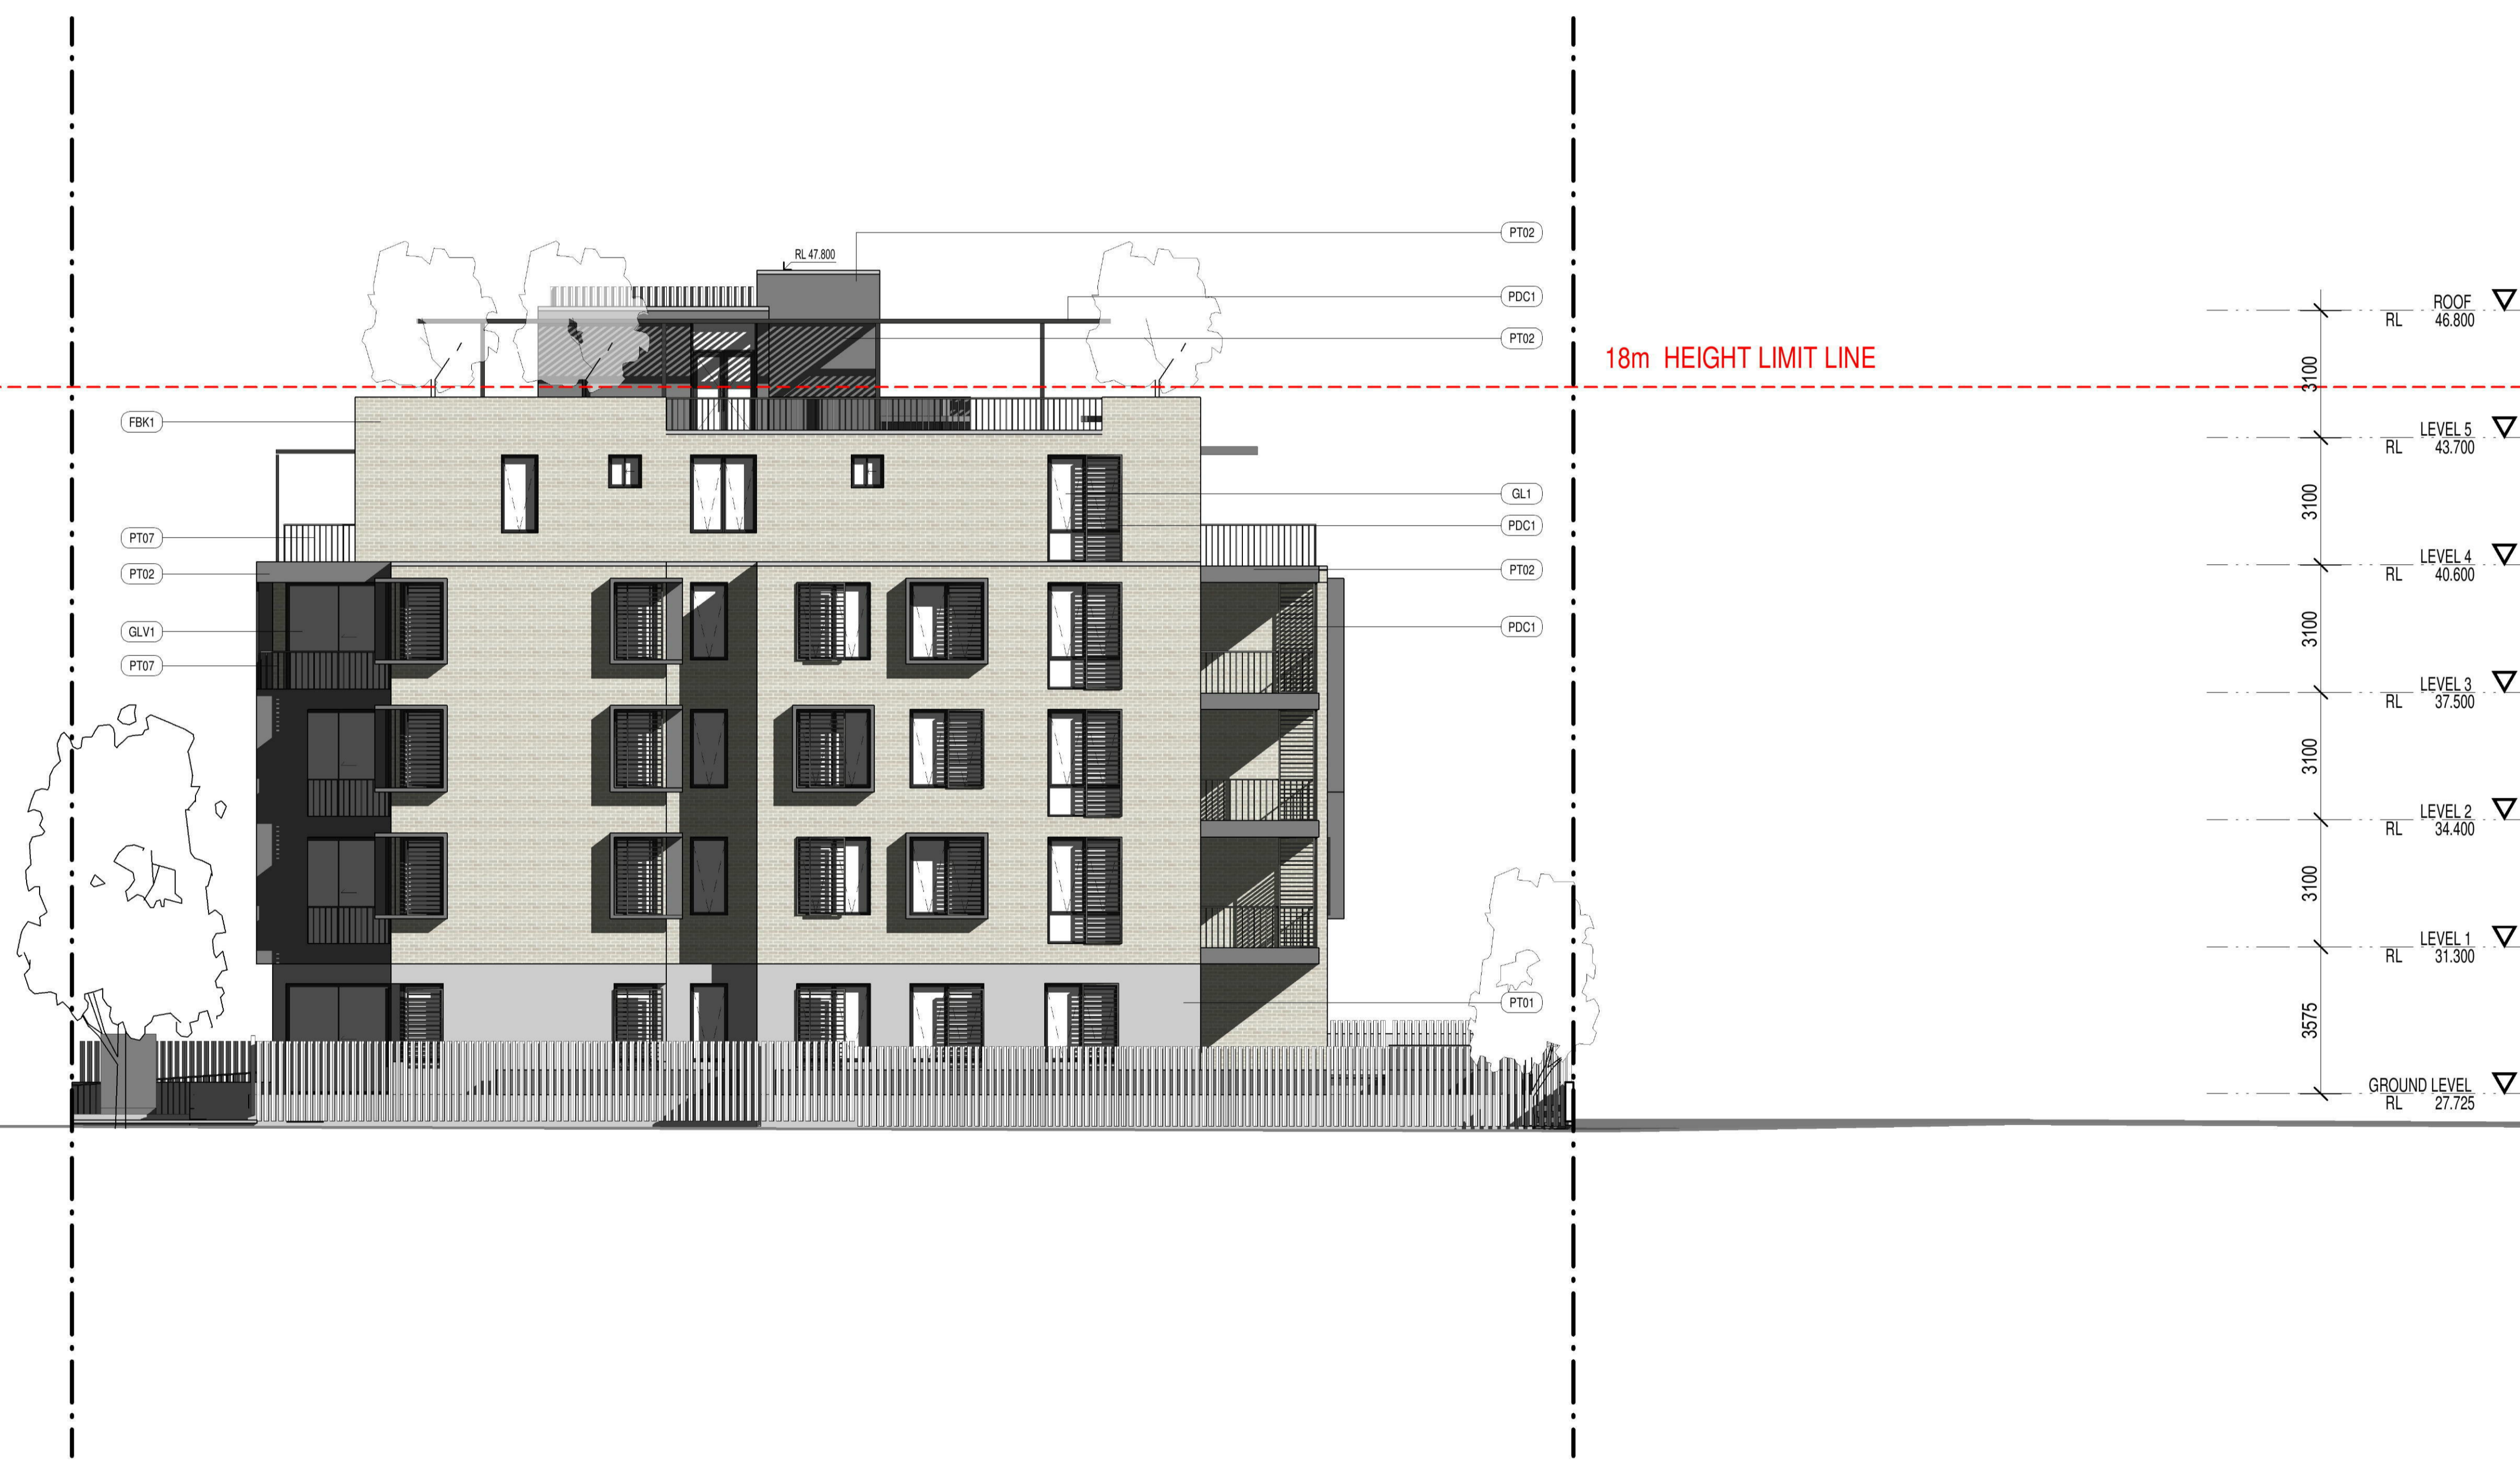 RL 47.800
PT02
PDC1
PT02
18m HEIGHT LIMIT LINE
FBK1
GL1
PDC1
PT07
PT02
PT02
GLV1
PDC1
PT07
PT01
ROOF
RL 46.800
3100
LEVEL 5
RL 43.700
3100
LEVEL 4
RL 40.600
3100
LEVEL 3
RL 37.500
3100
LEVEL 2
RL 34.400
3100
LEVEL 1
RL 31.300
3575
GROUND LEVEL
RL 27.725